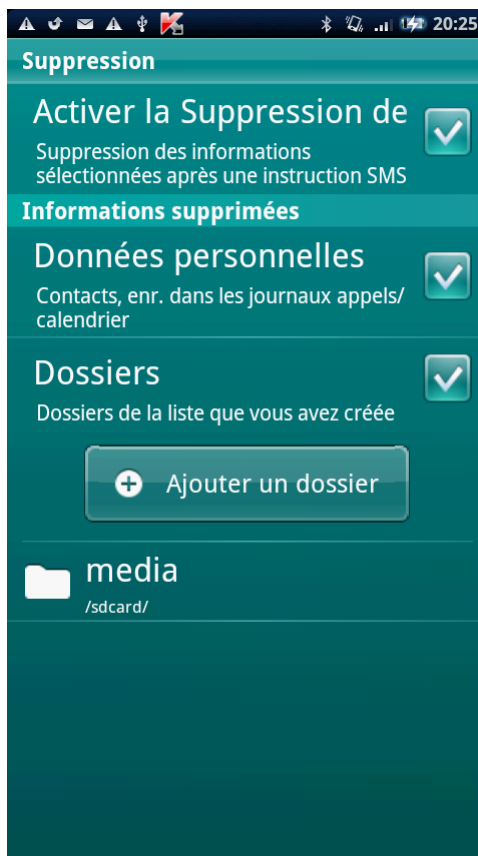 20:25
Suppression
Activer la Suppression de
Suppression des informations
sélectionnées après une instruction SMS
Informations supprimées
Données personnelles
Contacts, enr. dans les journaux appels/
calendrier
Dossiers
Dossiers de la liste que vous avez créée
Ajouter un dossier
media
/sdcard/